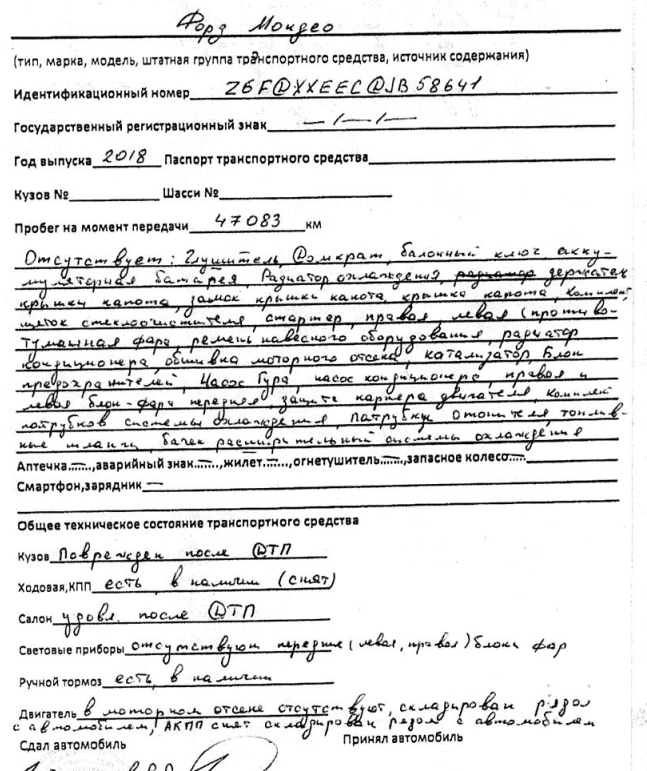 Форд Мондео
(тип, марка, модель, штатная группа транспортного средства, источник содержания)
Идентификационный номер Z6FDXXEECDJB58641
Государственный регистрационный знак —/—/—
Год выпуска 2018 Паспорт транспортного средства
Кузов № Шасси №
Пробег на момент передачи 47083 км
Отсутствует: Глушитель, Домкрат, балонный ключ, акку-
муляторная батарея, Радиатор охлаждения, радиатор держатель
крышки капота, замок крышки капота, крышка капота, комплект
щеток стеклоочистителя, стартер, правая, левая (противо-
туманная фара, ремень навесного оборудования, радиатор
кондиционера, обшивка моторного отсека, катализатор, Блок
предохранителей, Насос Гура, насос кондиционера, правая и
левая блок-фара передняя, защита картера двигателя, комплект
патрубков системы охлаждения, патрубки отопителя, топлив-
ные шланги, бачек расширительный системы охлаждения
Аптечка....,аварийный знак....,жилет....,огнетушитель....,запасное колесо....
Смартфон,зарядник —
Общее техническое состояние транспортного средства
Кузов Поврежден после ДТП
Ходовая,КПП есть в наличии (снят)
Салон удовл. после ДТП
Световые приборы отсутствуют передние (левая, правая) блоки фар
Ручной тормоз есть, в наличии
Двигатель в моторном отсеке отсутствует, складирован рядом
с автомобилем, АКПП снят складирован рядом с автомобилем
Сдал автомобиль Принял автомобиль